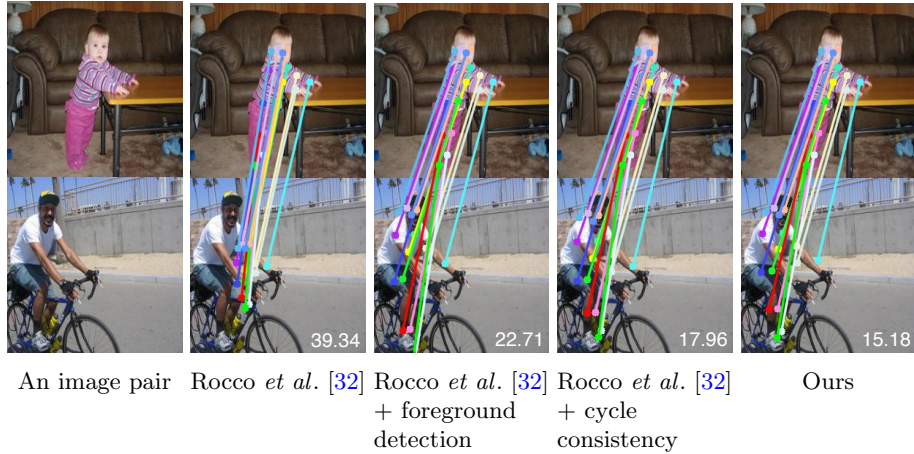 39.34
22.71
17.96
15.18
An image pair
Rocco et al. [32]
Rocco et al. [32]
+ foreground
detection
Rocco et al. [32]
+ cycle
consistency
Ours